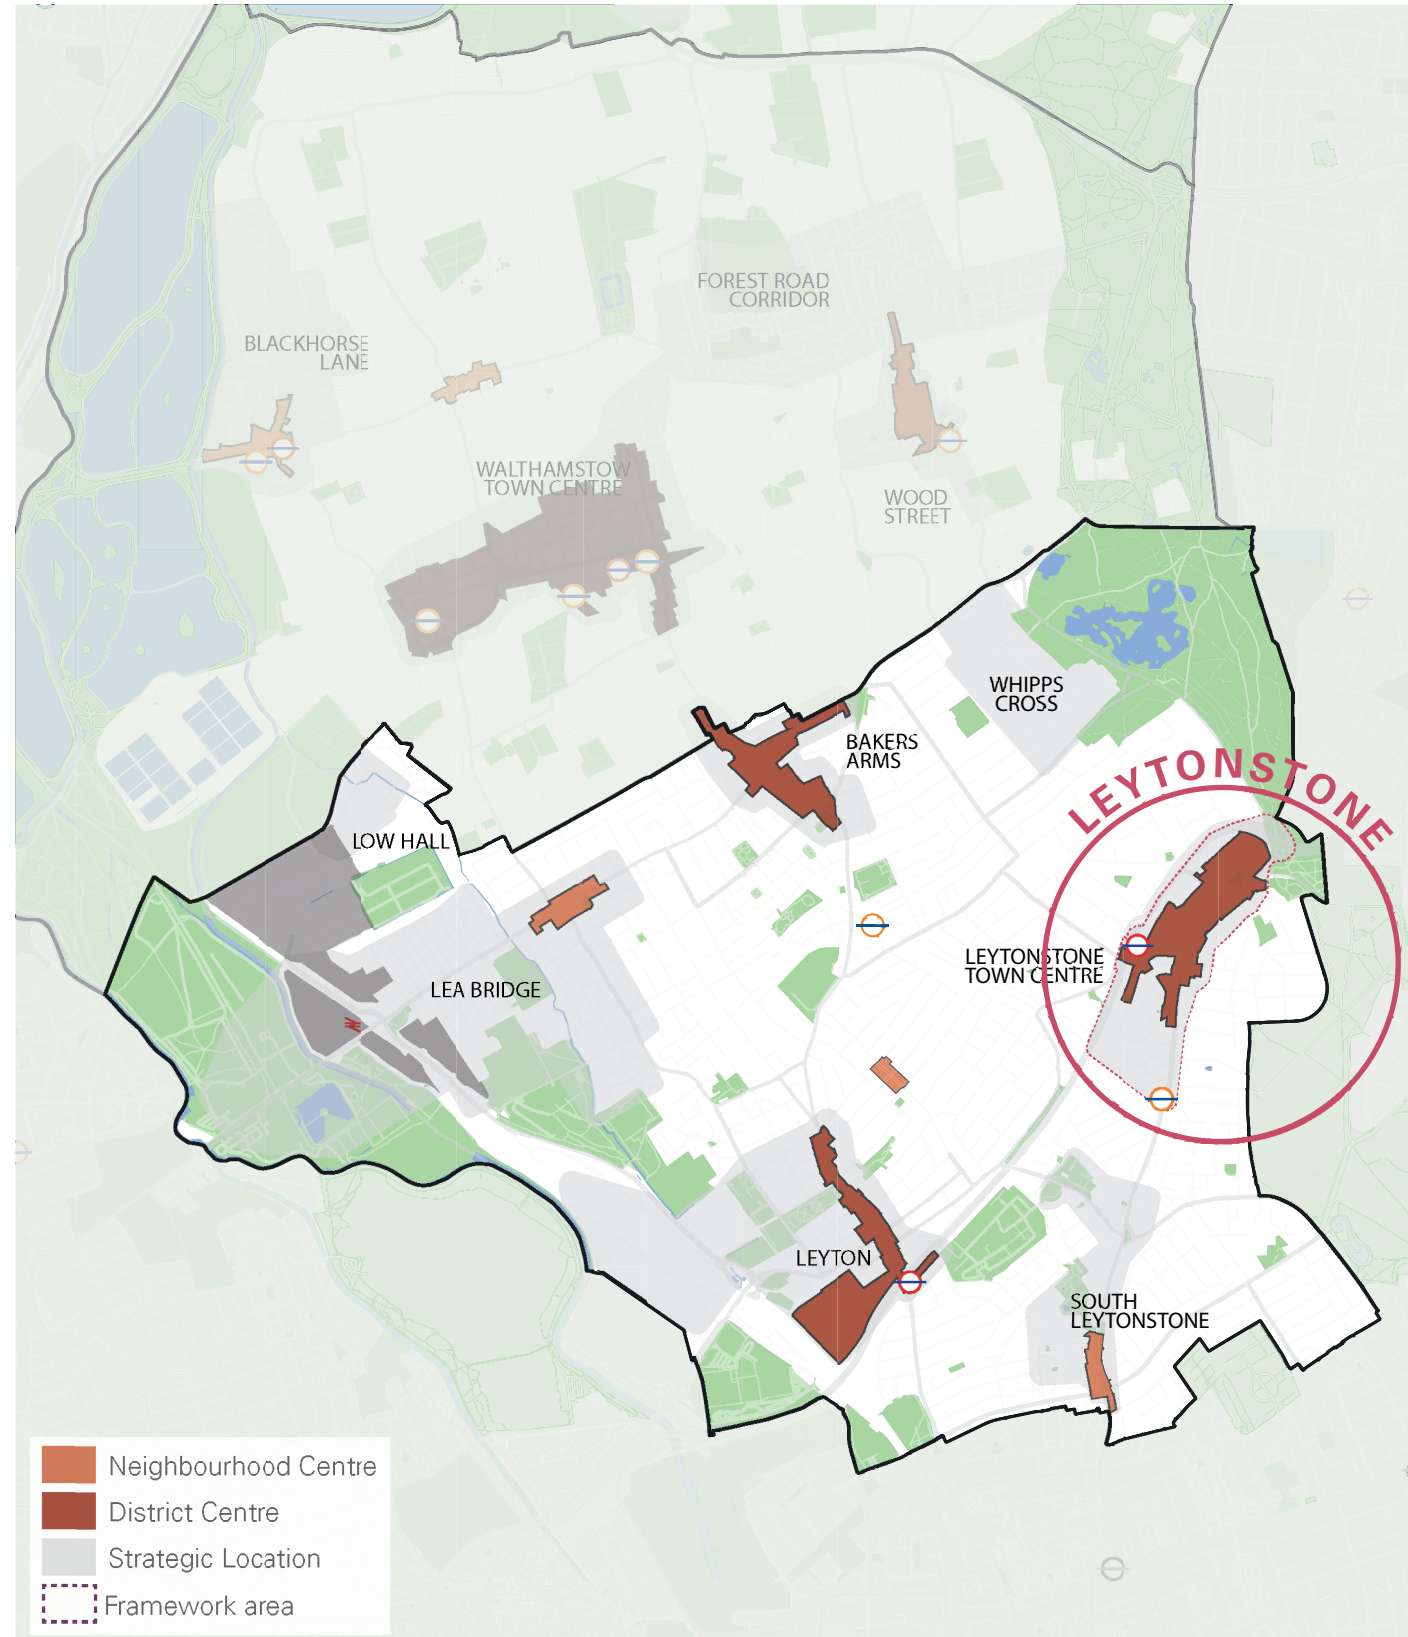 FOREST ROAD
CORRIDOR
BLACKHORSE
LANE
WALTHAMSTOW
TOWN CENTRE
WOOD
STREET
WHIPPS
CROSS
BAKERS
ARMS
LEYTONSTONE
LOW HALL
LEYTONSTONE
TOWN CENTRE
LEA BRIDGE
LEYTON
SOUTH
LEYTONSTONE
Neighbourhood Centre
District Centre
Strategic Location
Framework area